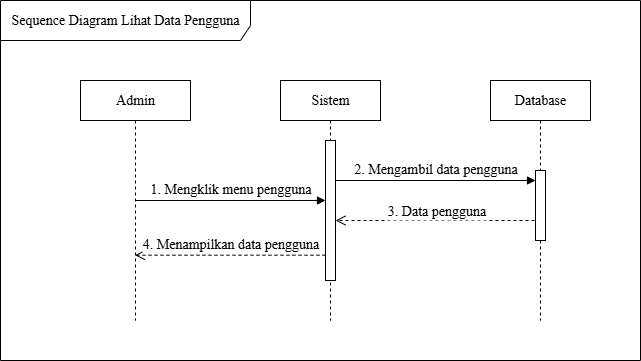 Sequence Diagram Lihat Data Pengguna
Admin
Sistem
Database
2. Mengambil data pengguna
1. Mengklik menu pengguna
3. Data pengguna
4. Menampilkan data pengguna